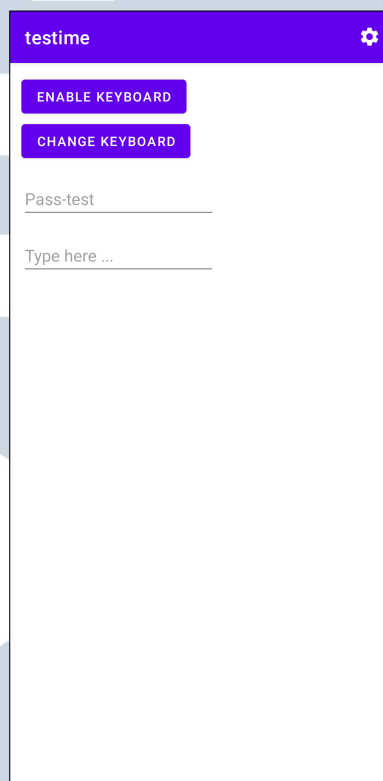 testime
ENABLE KEYBOARD
CHANGE KEYBOARD
Pass-test
Type here ...